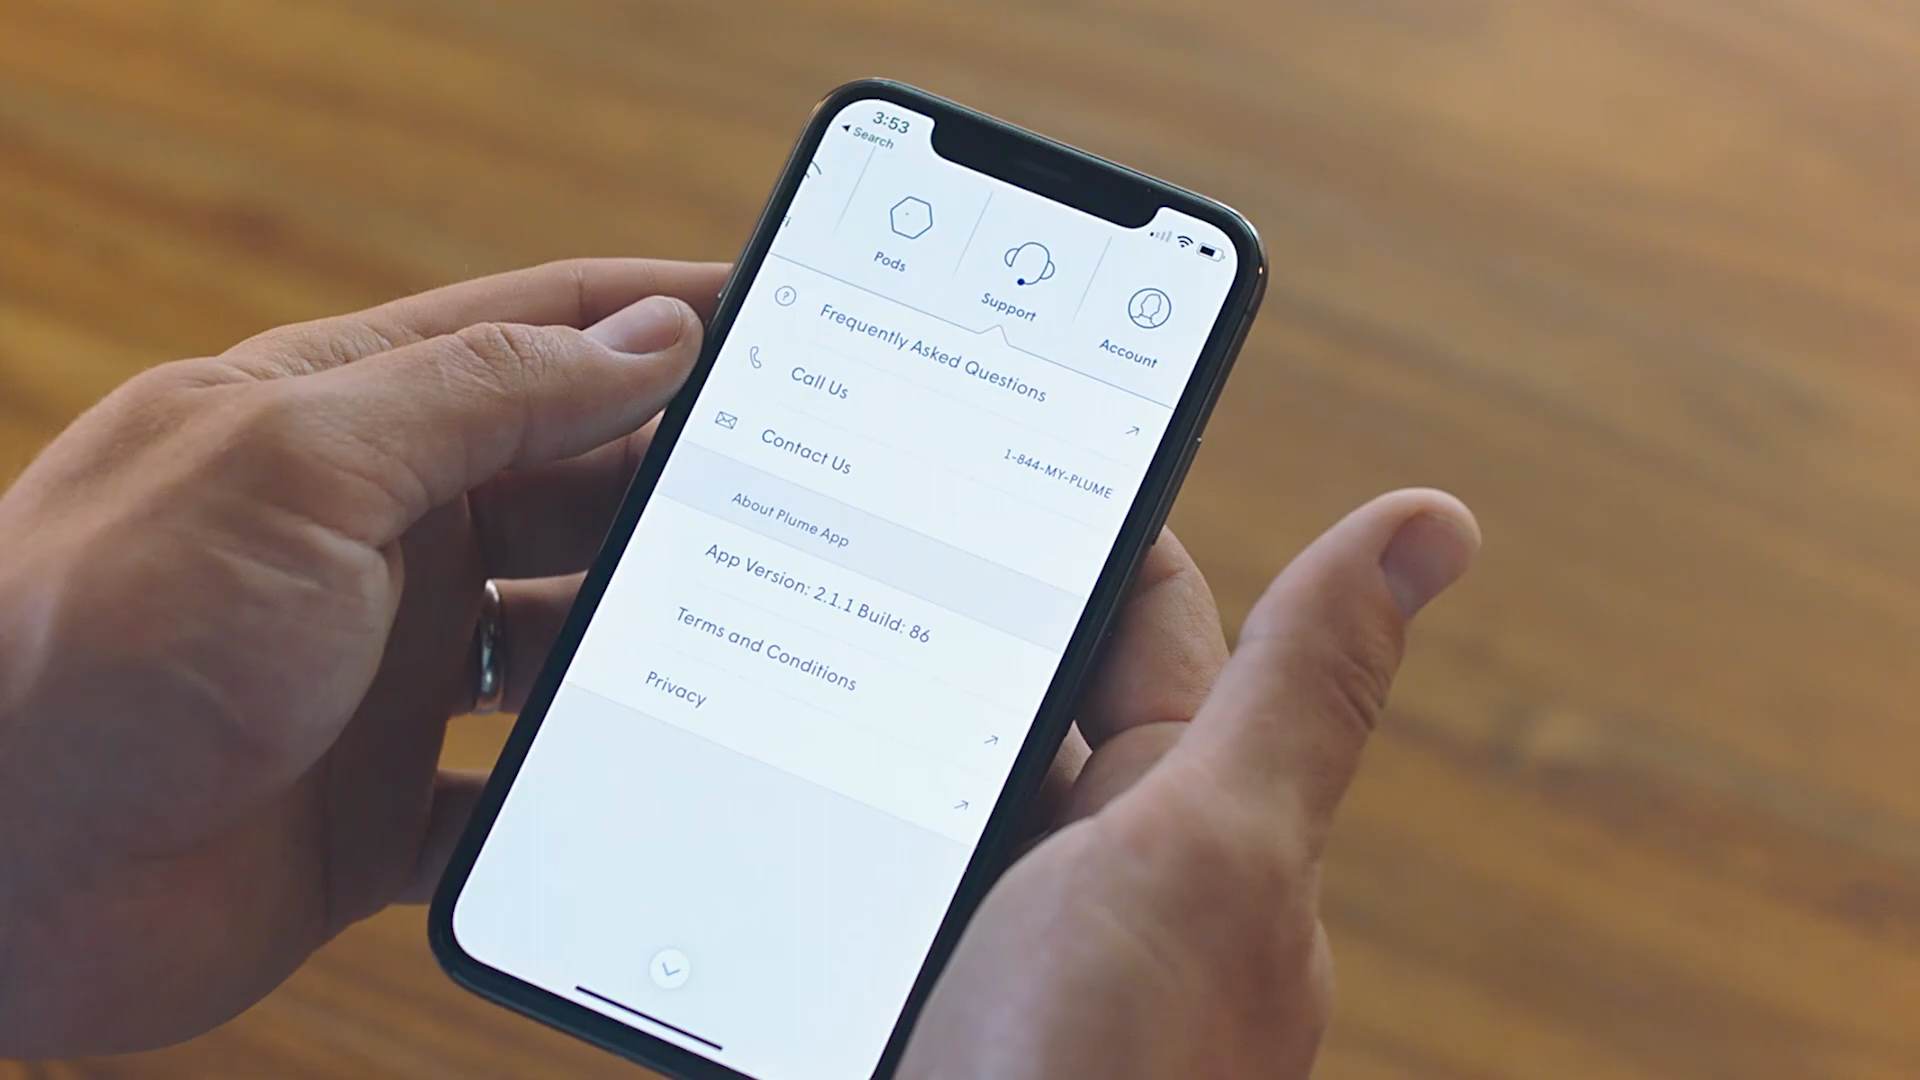 3:53
Search
Pods
Support
Account
Frequently Asked Questions
Call Us
1-844-MY-PLUME
Contact Us
About Plume App
App Version: 2.1.1 Build: 86
Terms and Conditions
Privacy